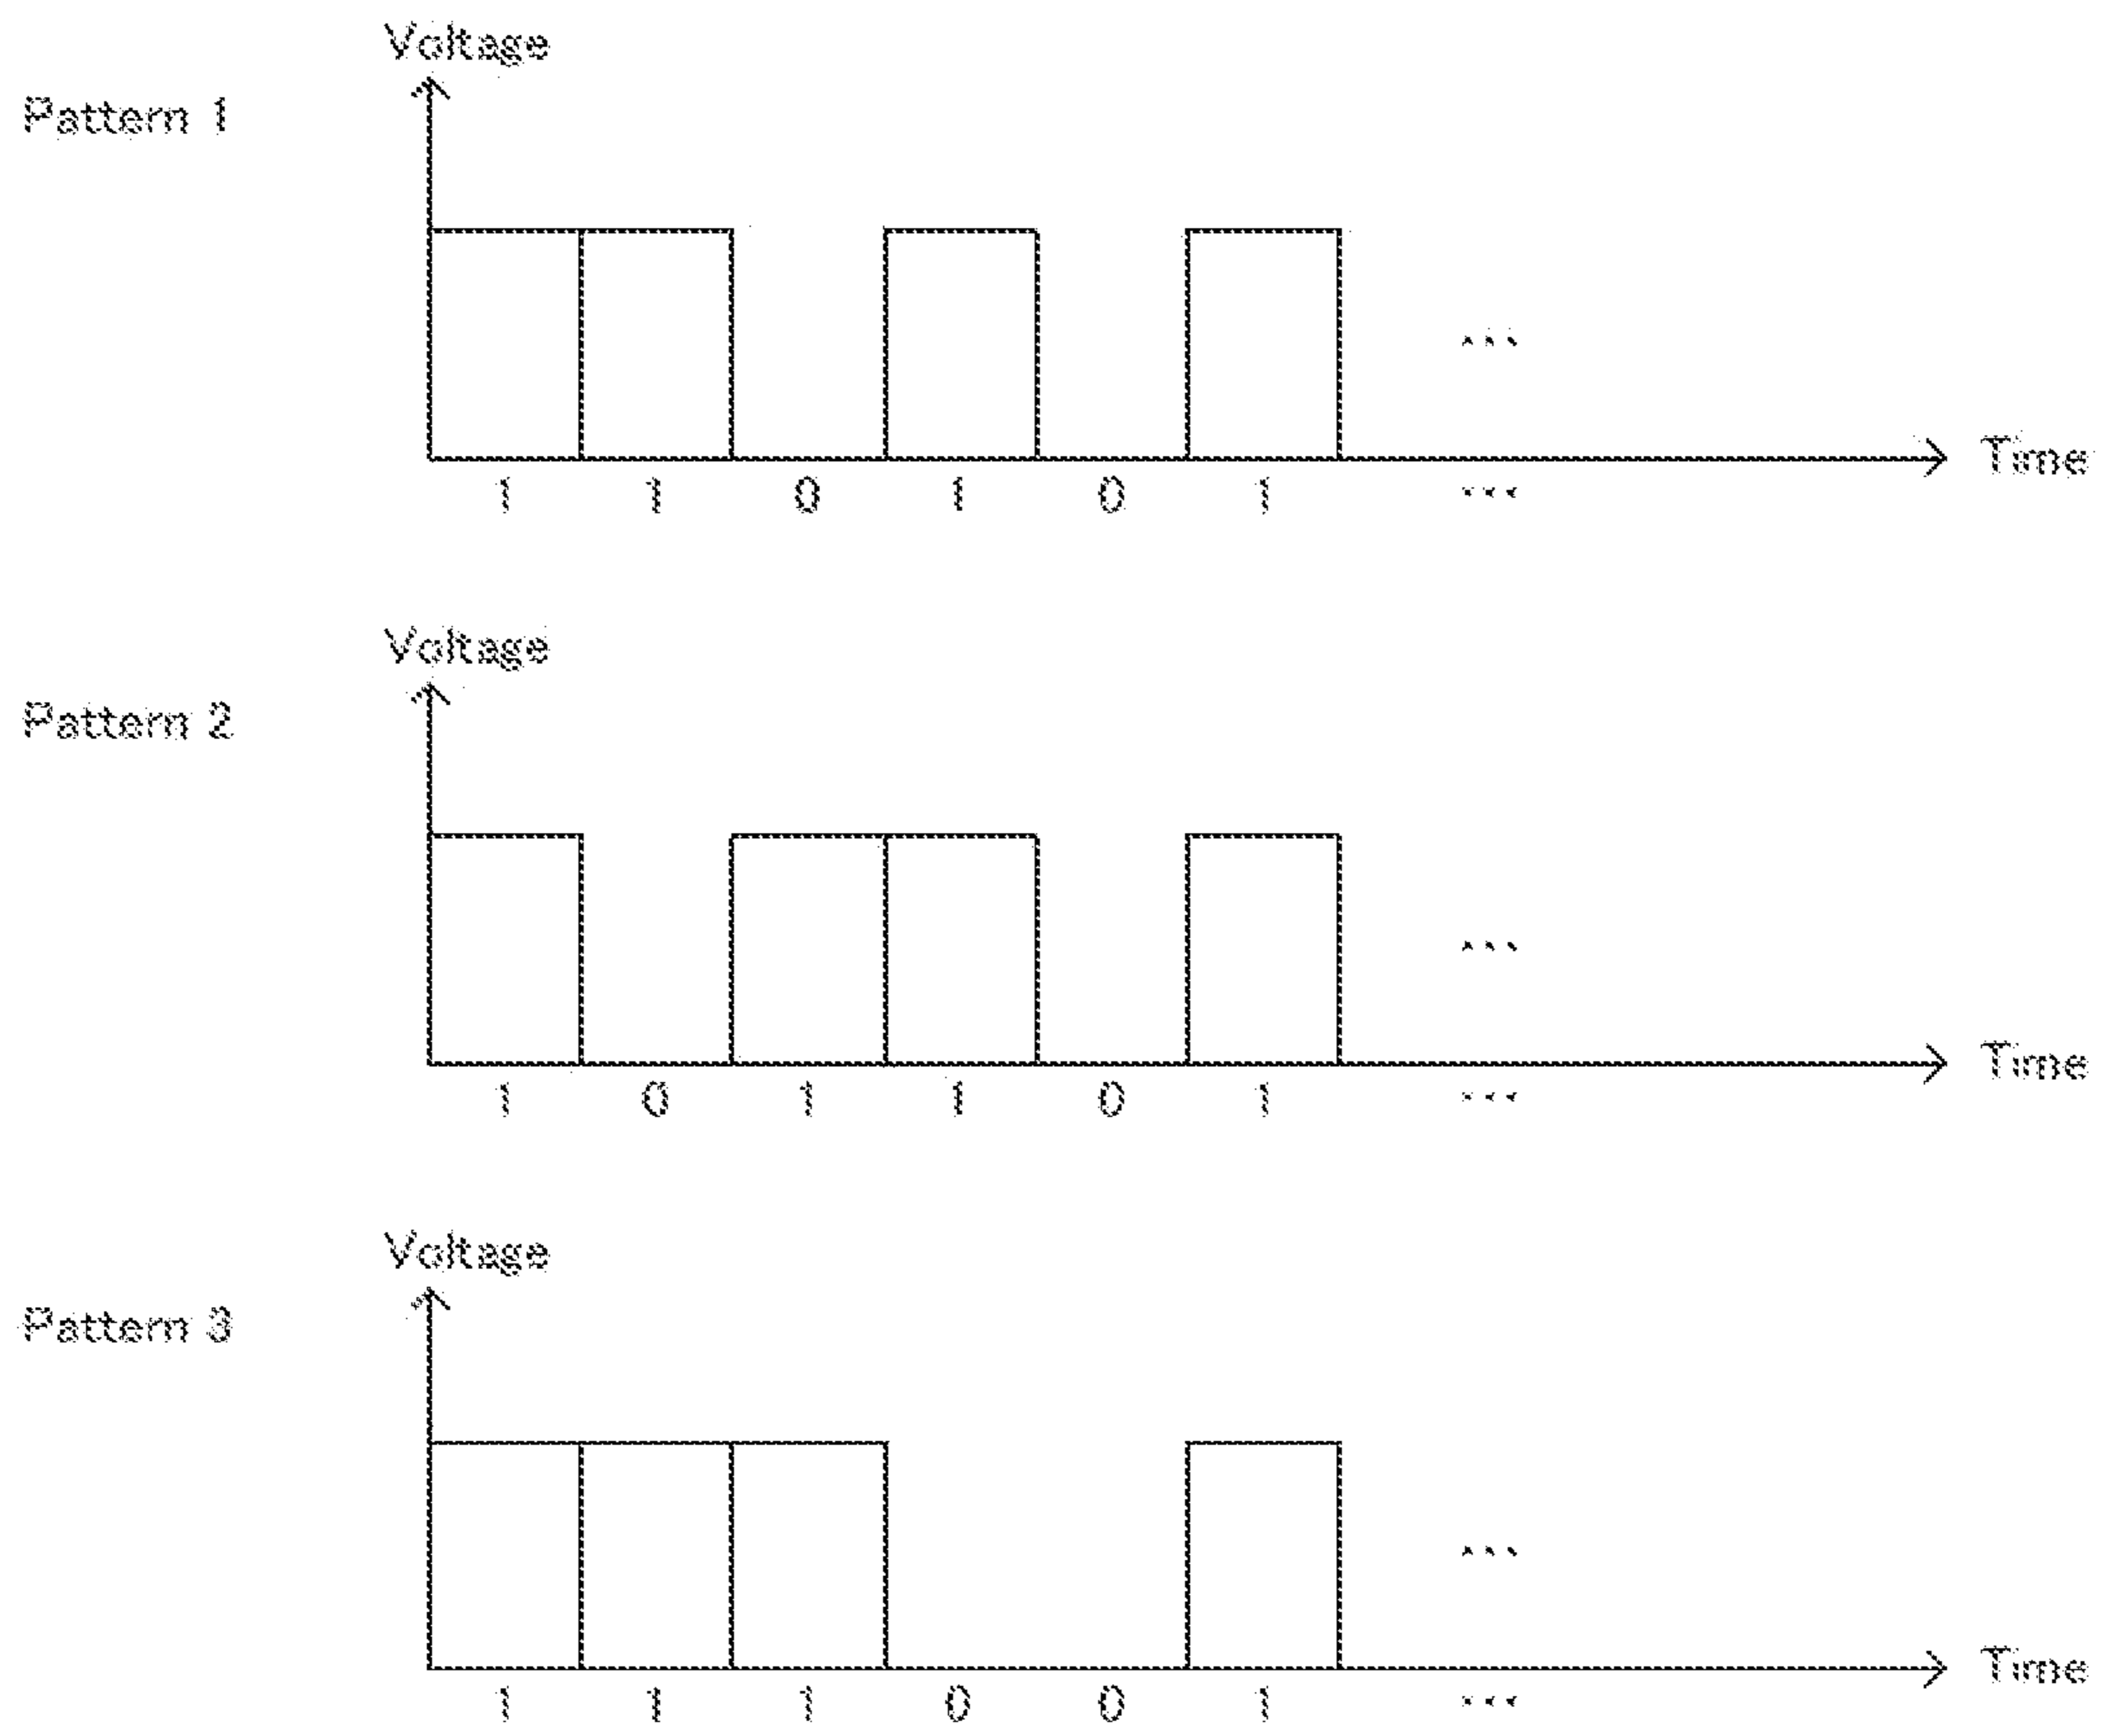 Voltage
Pattern 1
...
Time
1 1 0 1 0 1 ...
Voltage
Pattern 2
...
Time
1 0 1 1 0 1 ...
Voltage
Pattern 3
...
Time
1 1 1 0 0 1 ...